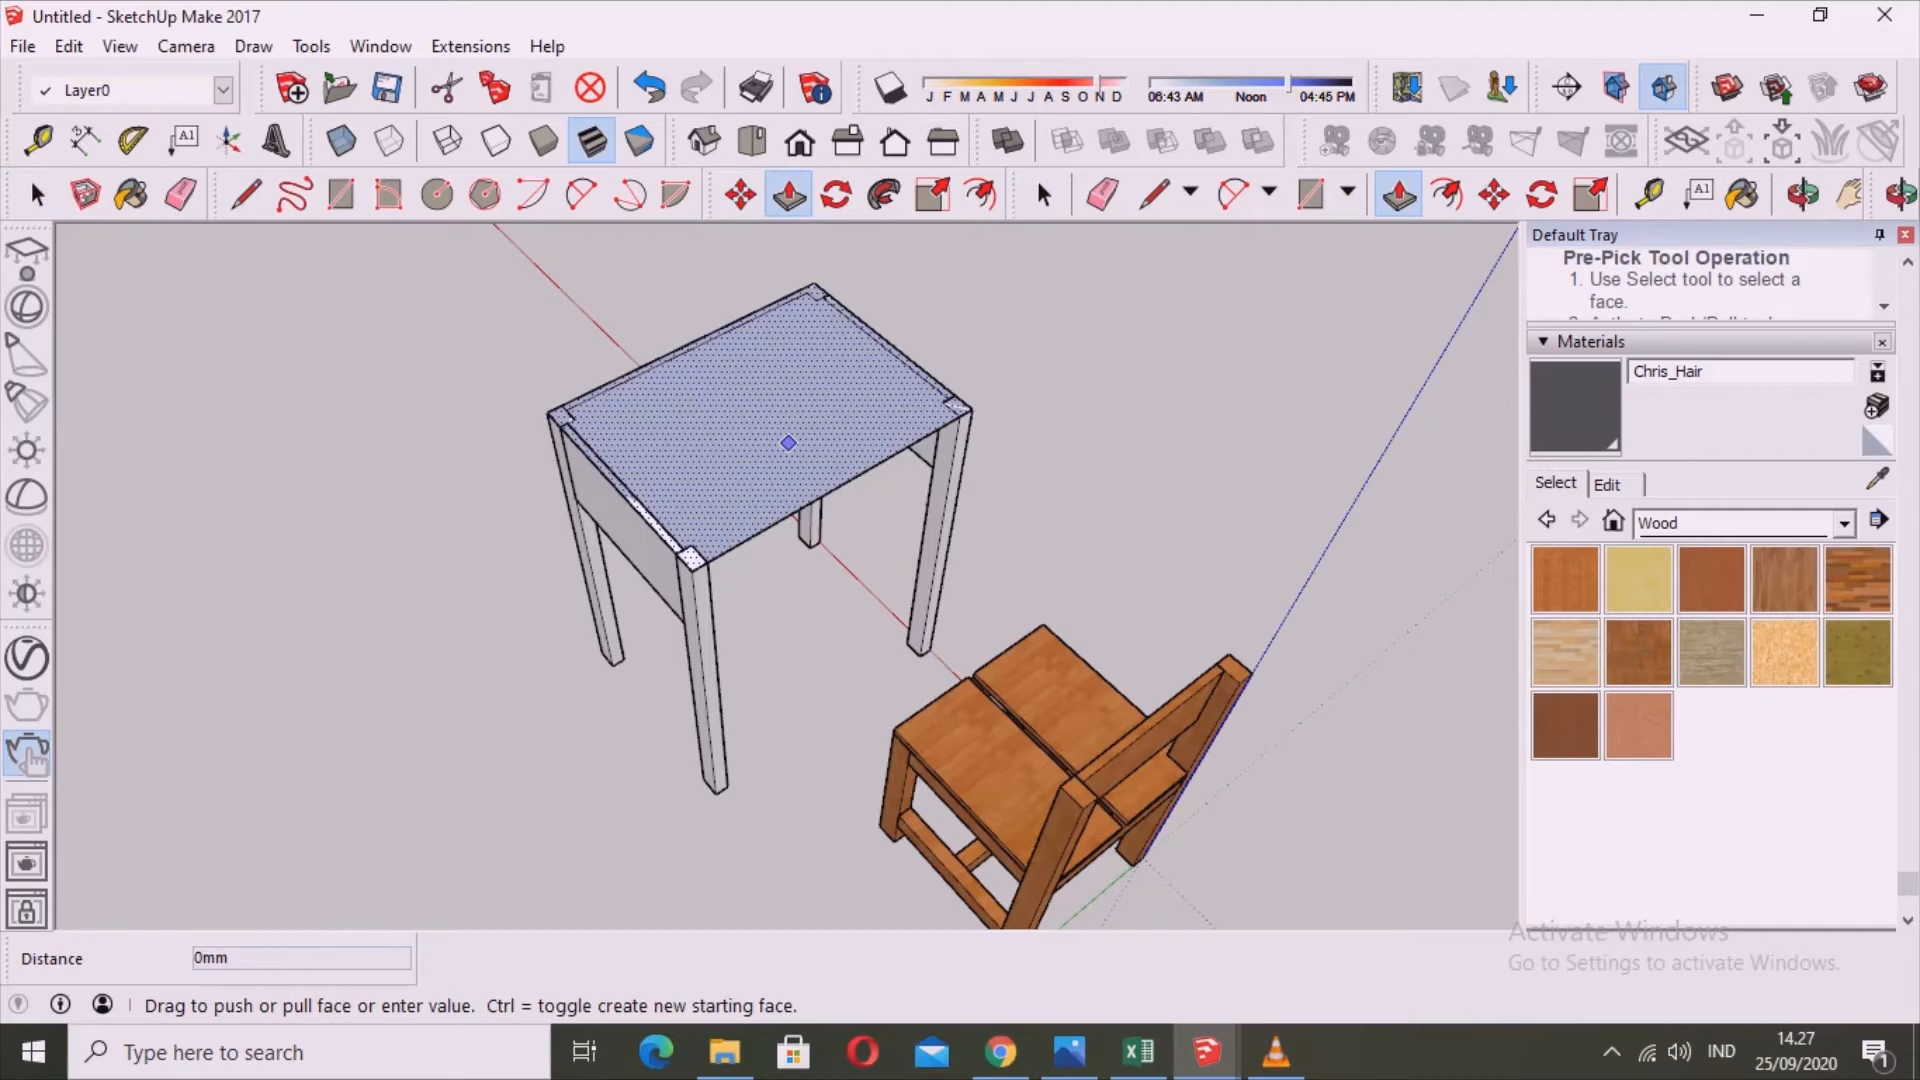 Untitled - SketchUp Make 2017
File Edit View Camera Draw Tools Window Extensions Help
Layer0
J F M A M J J A S O N D
06:43 AM Noon 04:45 PM
A1
A1
Default Tray
Pre-Pick Tool Operation
1. Use Select tool to select a
face.
Materials
Chris_Hair
Select Edit
Wood
Activate Windows
Go to Settings to activate Windows.
Distance 0mm
Drag to push or pull face or enter value. Ctrl = toggle create new starting face.
Type here to search
IND
14.27
25/09/2020
1